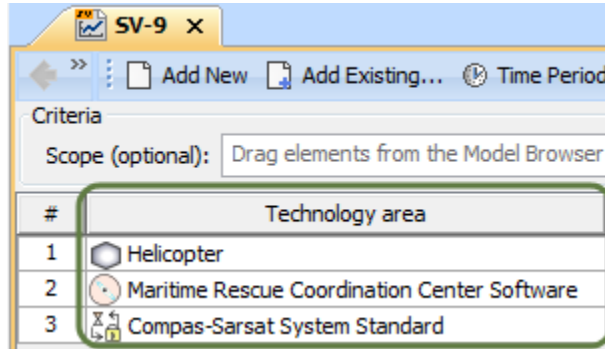 SV-9 ×
» Add New Add Existing... Time Period
Criteria
Scope (optional): Drag elements from the Model Browser
# Technology area
1 Helicopter
2 Maritime Rescue Coordination Center Software
3 Compas-Sarsat System Standard